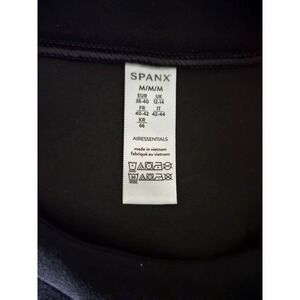 SPANX
M/M/M
EUR UK
38-40 12-14
FR IT
40-42 42-44
KR
66
AIRESSENTIALS
made in vietnam
fabriqué au vietnam